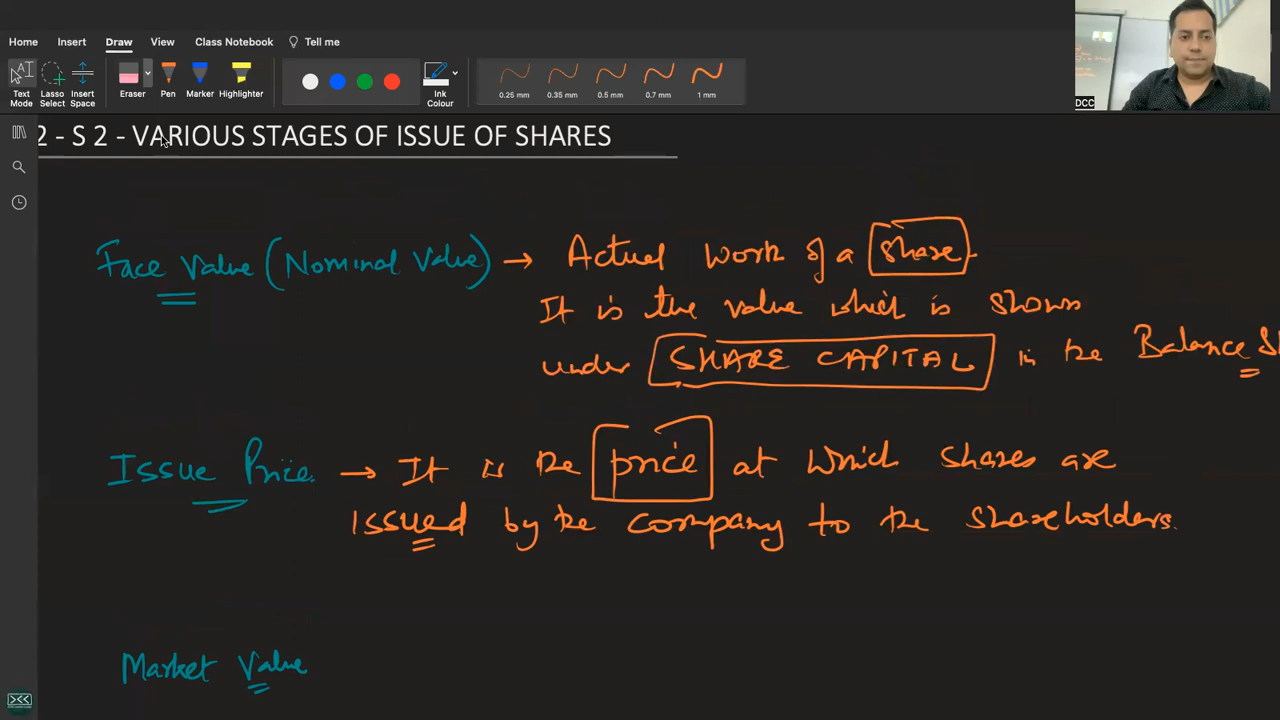 Home Insert Draw View Class Notebook Tell me
Text Mode
Lasso Select
Insert Space
Eraser
Pen
Marker
Highlighter
0.25 mm 0.35 mm 0.5 mm 0.7 mm 1 mm
Ink Colour
DCC
2 - S 2 - VARIOUS STAGES OF ISSUE OF SHARES
Face Value (Nominal Value) → Actual work of a share.
It is the value which is shown
under SHARE CAPITAL in the Balance S
Issue Price. → It is the price at which shares are
issued by the company to the shareholders.
Market Value